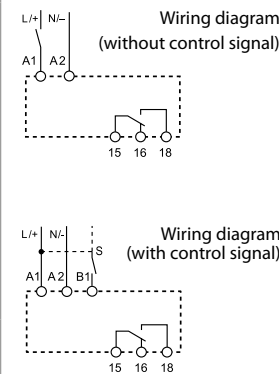 L/+ N/–
Wiring diagram
(without control signal)
A1 A2
15 16 18
L/+ N/-
Wiring diagram
(with control signal)
S
A1 A2 B1
15 16 18